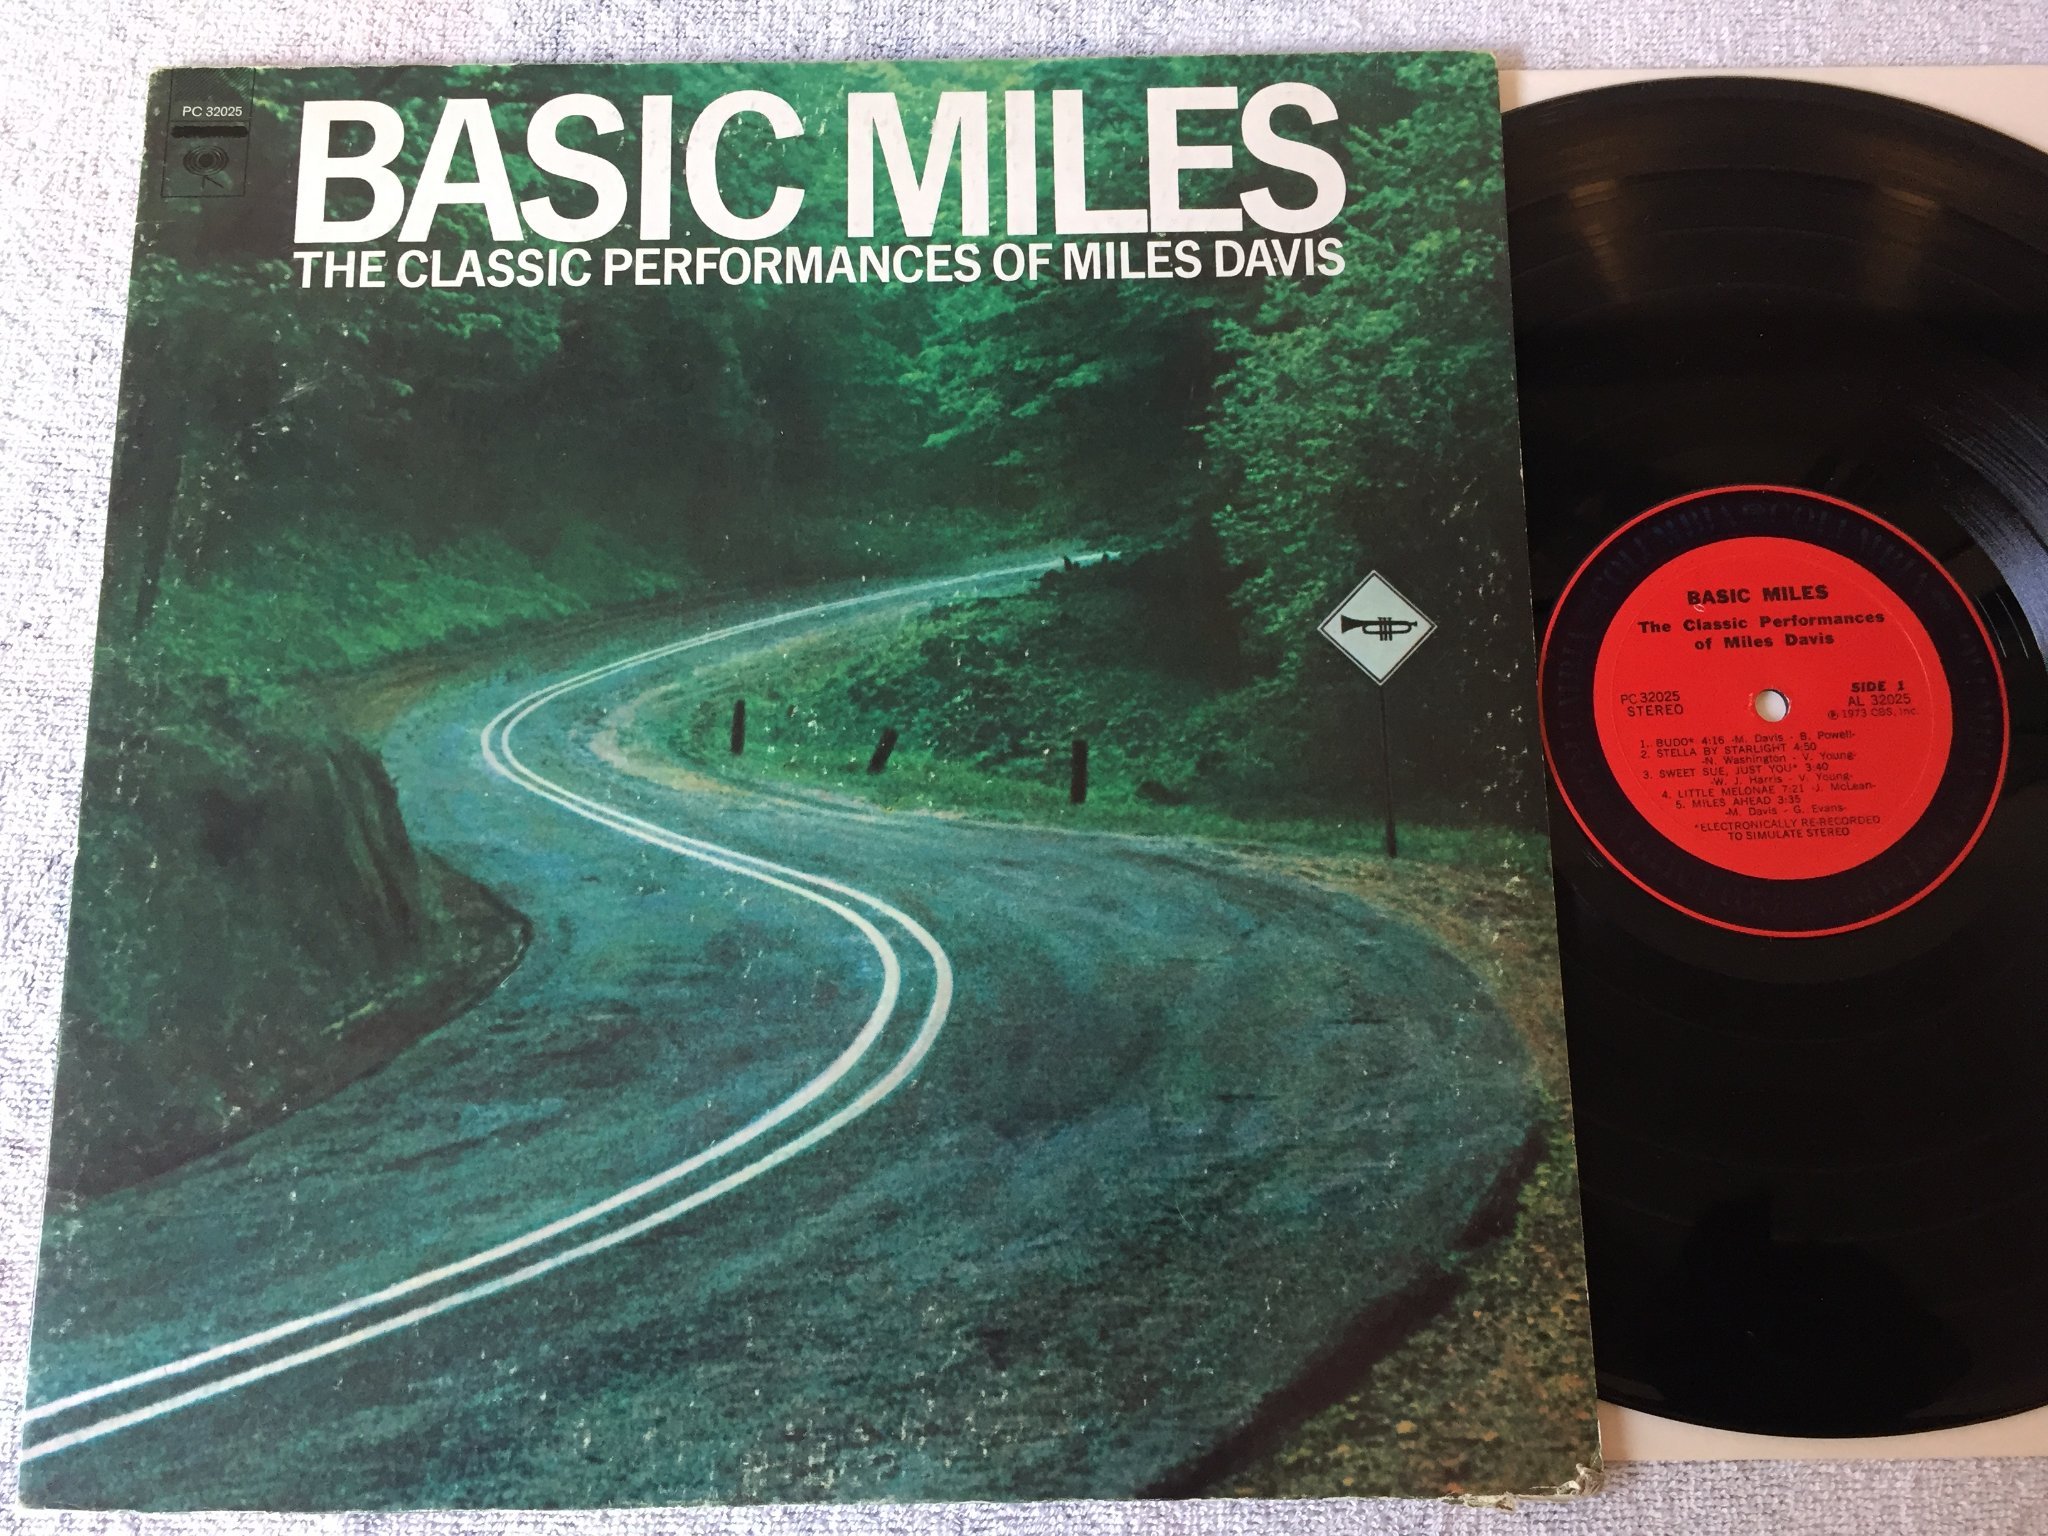 PC 32025
BASIC MILES
THE CLASSIC PERFORMANCES OF MILES DAVIS
BASIC MILES
The Classic Performances
of Miles Davis
PC 32025
STEREO
SIDE 1
AL 32025
℗ 1973 CBS, Inc.
1. BUDO* 4:16 -M. Davis - B. Powell-
2. STELLA BY STARLIGHT 4:50
-N. Washington - V. Young-
3. SWEET SUE, JUST YOU* 3:40
-W. J. Harris - V. Young-
4. LITTLE MELONAE 7:21 -J. McLean-
5. MILES AHEAD 3:35
-M. Davis - G. Evans-
*ELECTRONICALLY RE-RECORDED
TO SIMULATE STEREO